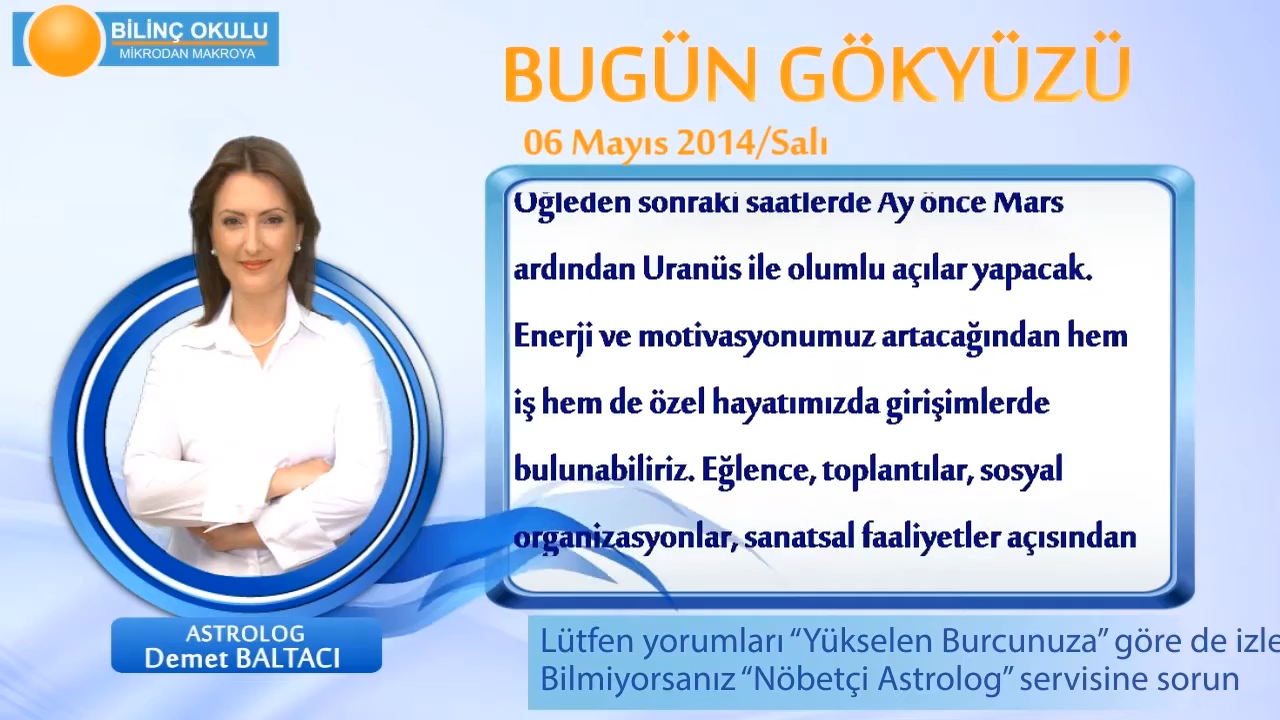 BİLİNÇ OKULU
MİKRODAN MAKROYA
BUGÜN GÖKYÜZÜ
06 Mayıs 2014/Salı
Öğleden sonraki saatlerde Ay önce Mars
ardından Uranüs ile olumlu açılar yapacak.
Enerji ve motivasyonumuz artacağından hem
iş hem de özel hayatımızda girişimlerde
bulunabiliriz. Eğlence, toplantılar, sosyal
organizasyonlar, sanatsal faaliyetler açısından
ASTROLOG
Demet BALTACI
Lütfen yorumları “Yükselen Burcunuza” göre de izle
Bilmiyorsanız “Nöbetçi Astrolog” servisine sorun